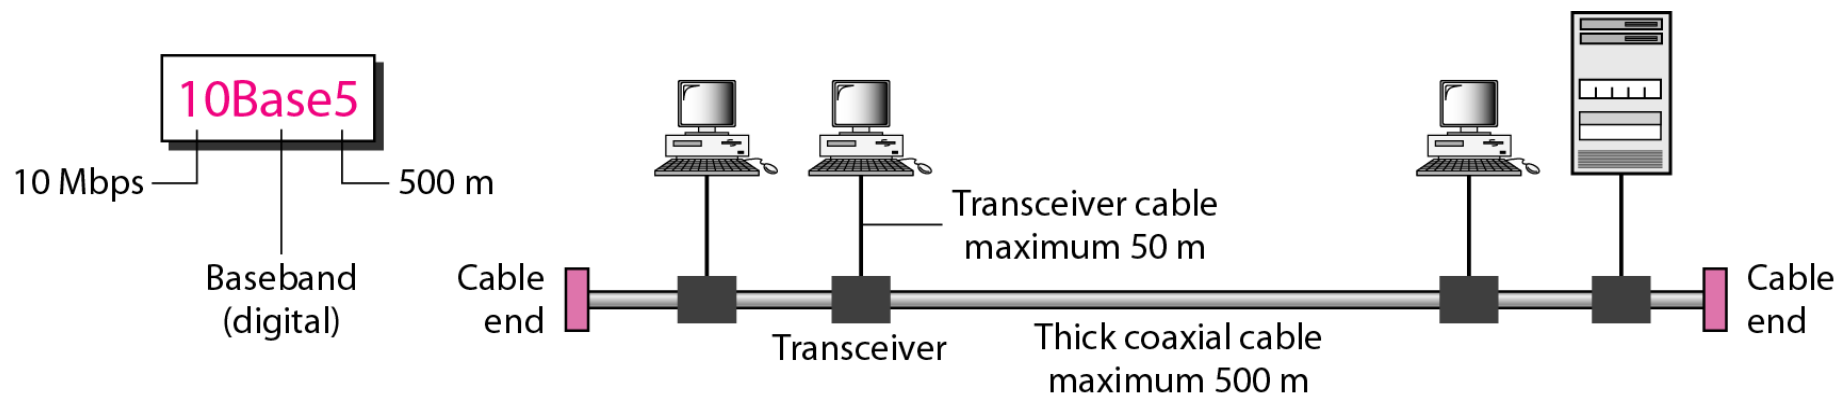 10Base5
10 Mbps
500 m
Baseband
(digital)
Cable
end
Transceiver cable
maximum 50 m
Transceiver
Thick coaxial cable
maximum 500 m
Cable
end